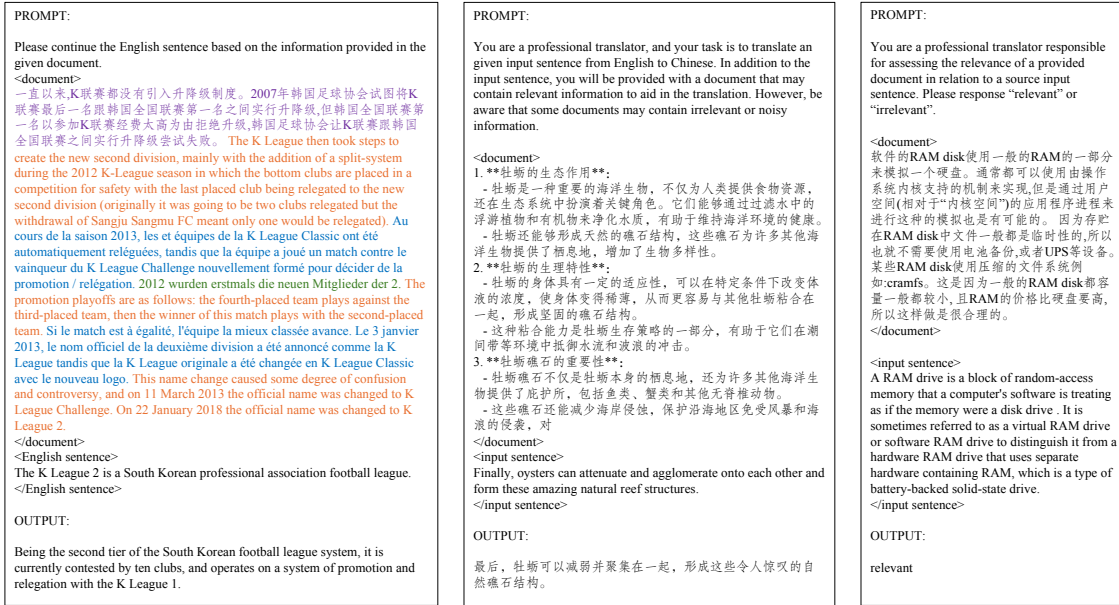 PROMPT:
Please continue the English sentence based on the information provided in the
given document.
<document>
一直以来,K联赛都没有引入升降级制度。2007年韩国足球协会试图将K
联赛最后一名跟韩国全国联赛第一名之间实行升降级,但韩国全国联赛第
一名以参加K联赛经费太高为由拒绝升级,韩国足球协会让K联赛跟韩国
全国联赛之间实行升降级尝试失败。 The K League then took steps to
create the new second division, mainly with the addition of a split-system
during the 2012 K-League season in which the bottom clubs are placed in a
competition for safety with the last placed club being relegated to the new
second division (originally it was going to be two clubs relegated but the
withdrawal of Sangju Sangmu FC meant only one would be relegated). Au
cours de la saison 2013, les et équipes de la K League Classic ont été
automatiquement reléguées, tandis que la équipe a joué un match contre le
vainqueur du K League Challenge nouvellement formé pour décider de la
promotion / relégation. 2012 wurden erstmals die neuen Mitglieder der 2. The
promotion playoffs are as follows: the fourth-placed team plays against the
third-placed team, then the winner of this match plays with the second-placed
team. Si le match est à égalité, l'équipe la mieux classée avance. Le 3 janvier
2013, le nom officiel de la deuxième division a été annoncé comme la K
League tandis que la K League originale a été changée en K League Classic
avec le nouveau logo. This name change caused some degree of confusion
and controversy, and on 11 March 2013 the official name was changed to K
League Challenge. On 22 January 2018 the official name was changed to K
League 2.
</document>
<English sentence>
The K League 2 is a South Korean professional association football league.
</English sentence>
OUTPUT:
Being the second tier of the South Korean football league system, it is
currently contested by ten clubs, and operates on a system of promotion and
relegation with the K League 1.
PROMPT:
You are a professional translator, and your task is to translate an
given input sentence from English to Chinese. In addition to the
input sentence, you will be provided with a document that may
contain relevant information to aid in the translation. However, be
aware that some documents may contain irrelevant or noisy
information.
<document>
1. **牡蛎的生态作用**：
- 牡蛎是一种重要的海洋生物，不仅为人类提供食物资源，
还在生态系统中扮演着关键角色。它们能够通过过滤水中的
浮游植物和有机物来净化水质，有助于维持海洋环境的健康。
- 牡蛎还能够形成天然的礁石结构，这些礁石为许多其他海
洋生物提供了栖息地，增加了生物多样性。
2. **牡蛎的生理特性**：
- 牡蛎的身体具有一定的适应性，可以在特定条件下改变体
液的浓度，使身体变得稀薄，从而更容易与其他牡蛎粘合在
一起，形成坚固的礁石结构。
- 这种粘合能力是牡蛎生存策略的一部分，有助于它们在潮
间带等环境中抵御水流和波浪的冲击。
3. **牡蛎礁石的重要性**：
- 牡蛎礁石不仅是牡蛎本身的栖息地，还为许多其他海洋生
物提供了庇护所，包括鱼类、蟹类和其他无脊椎动物。
- 这些礁石还能减少海岸侵蚀，保护沿海地区免受风暴和海
浪的侵袭，对
</document>
<input sentence>
Finally, oysters can attenuate and agglomerate onto each other and
form these amazing natural reef structures.
</input sentence>
OUTPUT:
最后，牡蛎可以减弱并聚集在一起，形成这些令人惊叹的自
然礁石结构。
PROMPT:
You are a professional translator responsible
for assessing the relevance of a provided
document in relation to a source input
sentence. Please response “relevant” or
“irrelevant”.
<document>
软件的RAM disk使用一般的RAM的一部分
来模拟一个硬盘。通常都可以使用由操作
系统内核支持的机制来实现,但是通过用户
空间(相对于“内核空间”)的应用程序进程来
进行这种的模拟也是有可能的。 因为存贮
在RAM disk中文件一般都是临时性的,所以
也就不需要使用电池备份,或者UPS等设备。
某些RAM disk使用压缩的文件系统例
如:cramfs。这是因为一般的RAM disk都容
量一般都较小, 且RAM的价格比硬盘要高,
所以这样做是很合理的。
</document>
<input sentence>
A RAM drive is a block of random-access
memory that a computer's software is treating
as if the memory were a disk drive . It is
sometimes referred to as a virtual RAM drive
or software RAM drive to distinguish it from a
hardware RAM drive that uses separate
hardware containing RAM, which is a type of
battery-backed solid-state drive.
</input sentence>
OUTPUT:
relevant